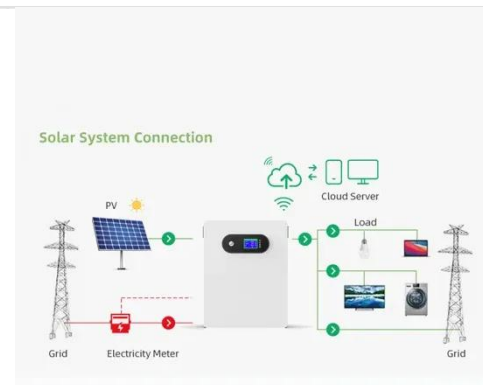 Solar System Connection
Cloud Server
PV
Load
Grid
Electricity Meter
Grid